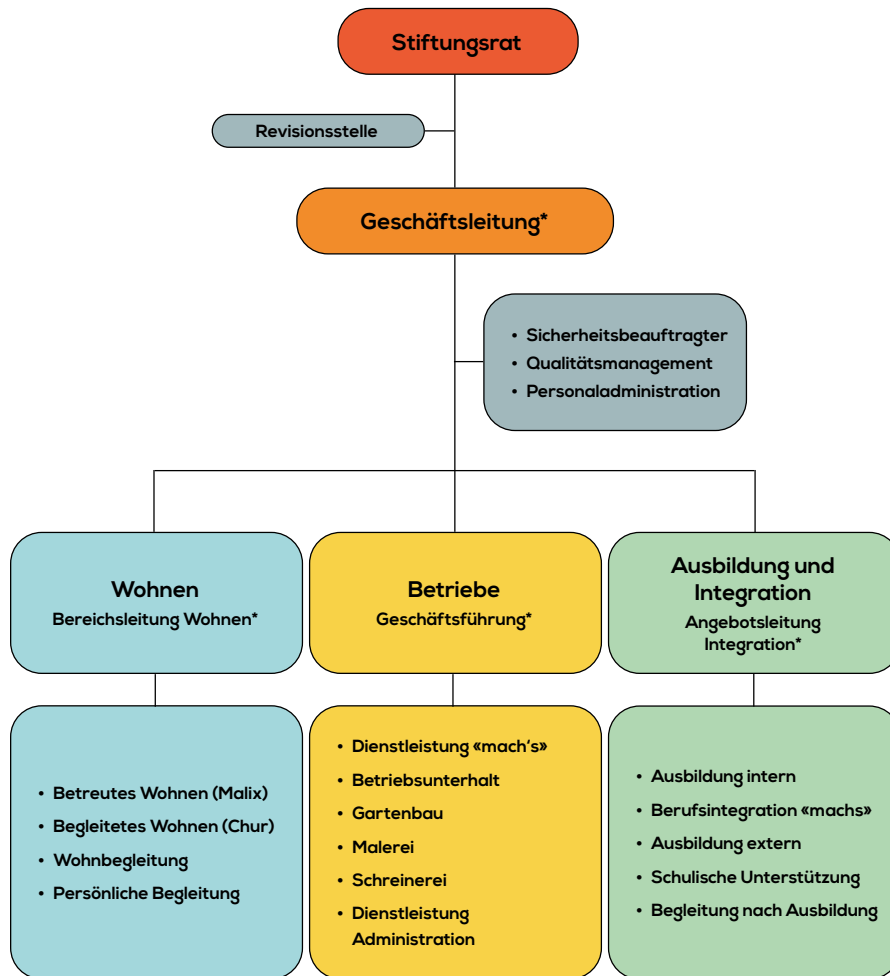 Stiftungsrat
Revisionsstelle
Geschäftsleitung*
• Sicherheitsbeauftragter
• Qualitätsmanagement
• Personaladministration
Wohnen
Bereichsleitung Wohnen*
Betriebe
Geschäftsführung*
Ausbildung und
Integration
Angebotsleitung
Integration*
• Betreutes Wohnen (Malix)
• Begleitetes Wohnen (Chur)
• Wohnbegleitung
• Persönliche Begleitung
• Dienstleistung «mach‘s»
• Betriebsunterhalt
• Gartenbau
• Malerei
• Schreinerei
• Dienstleistung
Administration
• Ausbildung intern
• Berufsintegration «machs»
• Ausbildung extern
• Schulische Unterstützung
• Begleitung nach Ausbildung